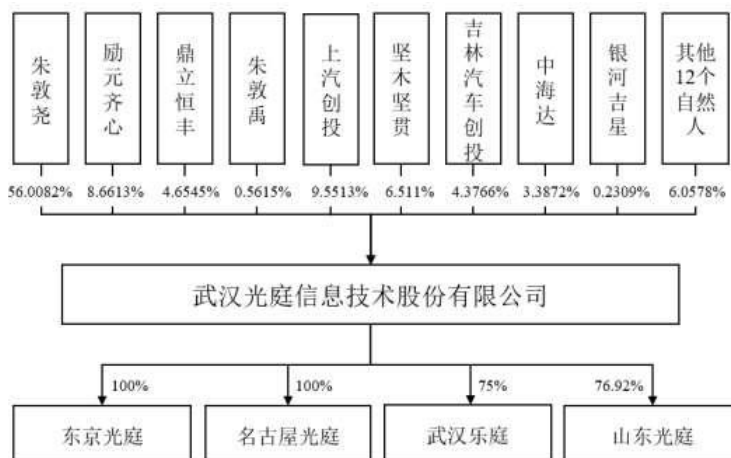 朱敦尧
励元齐心
鼎立恒丰
朱敦禹
上汽创投
坚木坚贯
吉林汽车创投
中海达
银河吉星
其他12个自然人
56.0082%
8.6613%
4.6545%
0.5615%
9.5513%
6.511%
4.3766%
3.3872%
0.2309%
6.0578%
武汉光庭信息技术股份有限公司
100%
100%
75%
76.92%
东京光庭
名古屋光庭
武汉乐庭
山东光庭